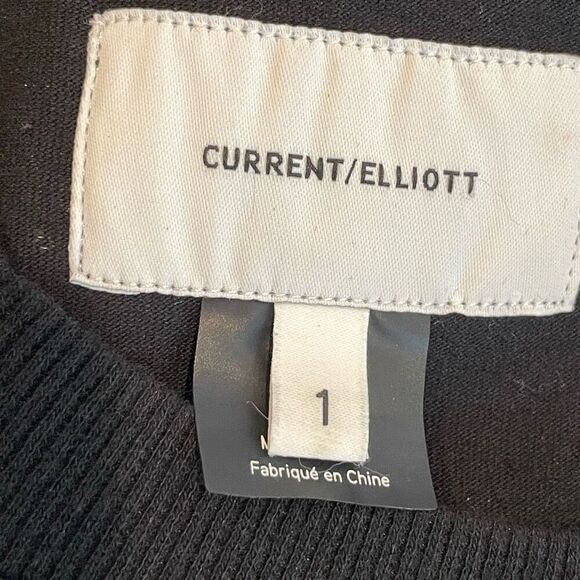 CURRENT/ELLIOTT
1
Fabriqué en Chine